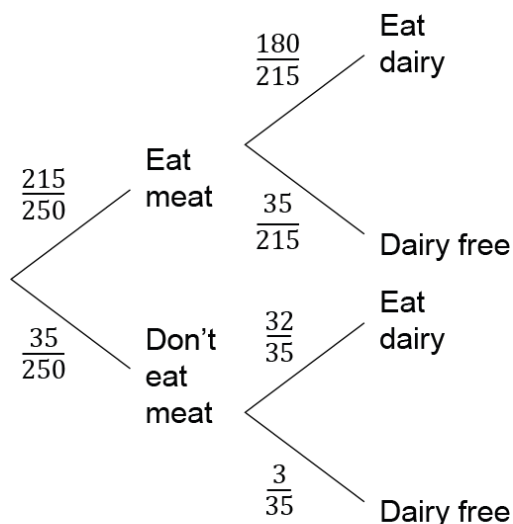 Eat
dairy
180/215
Eat
meat
215/250
35/215
Dairy free
Eat
dairy
Don't
eat
meat
35/250
32/35
3/35
Dairy free